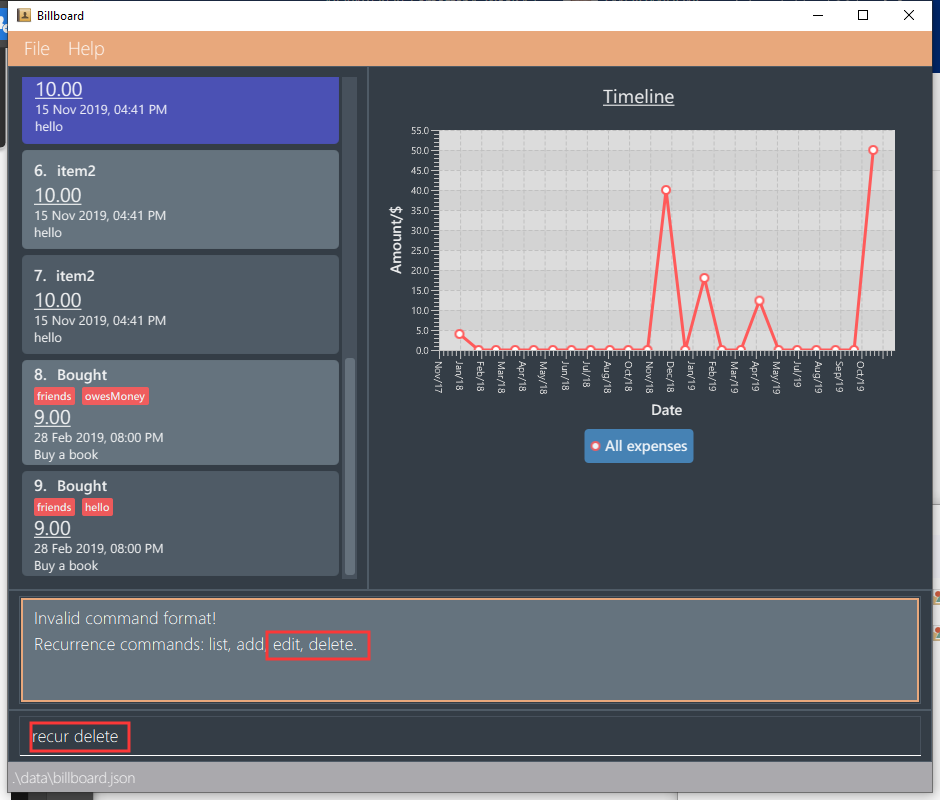 Billboard
File Help
10.00
15 Nov 2019, 04:41 PM
hello
6. item2
10.00
15 Nov 2019, 04:41 PM
hello
7. item2
10.00
15 Nov 2019, 04:41 PM
hello
8. Bought
friends owesMoney
9.00
28 Feb 2019, 08:00 PM
Buy a book
9. Bought
friends hello
9.00
28 Feb 2019, 08:00 PM
Buy a book
Timeline
Amount/$
55.0
50.0
45.0
40.0
35.0
30.0
25.0
20.0
15.0
10.0
5.0
0.0
Nov/17
Jan/18
Feb/18
Mar/18
Apr/18
May/18
Jun/18
Jul/18
Aug/18
Oct/18
Nov/18
Dec/18
Jan/19
Feb/19
Mar/19
Apr/19
May/19
Jul/19
Aug/19
Sep/19
Oct/19
Date
All expenses
Invalid command format!
Recurrence commands: list, add, edit, delete.
recur delete
.\data\billboard.json